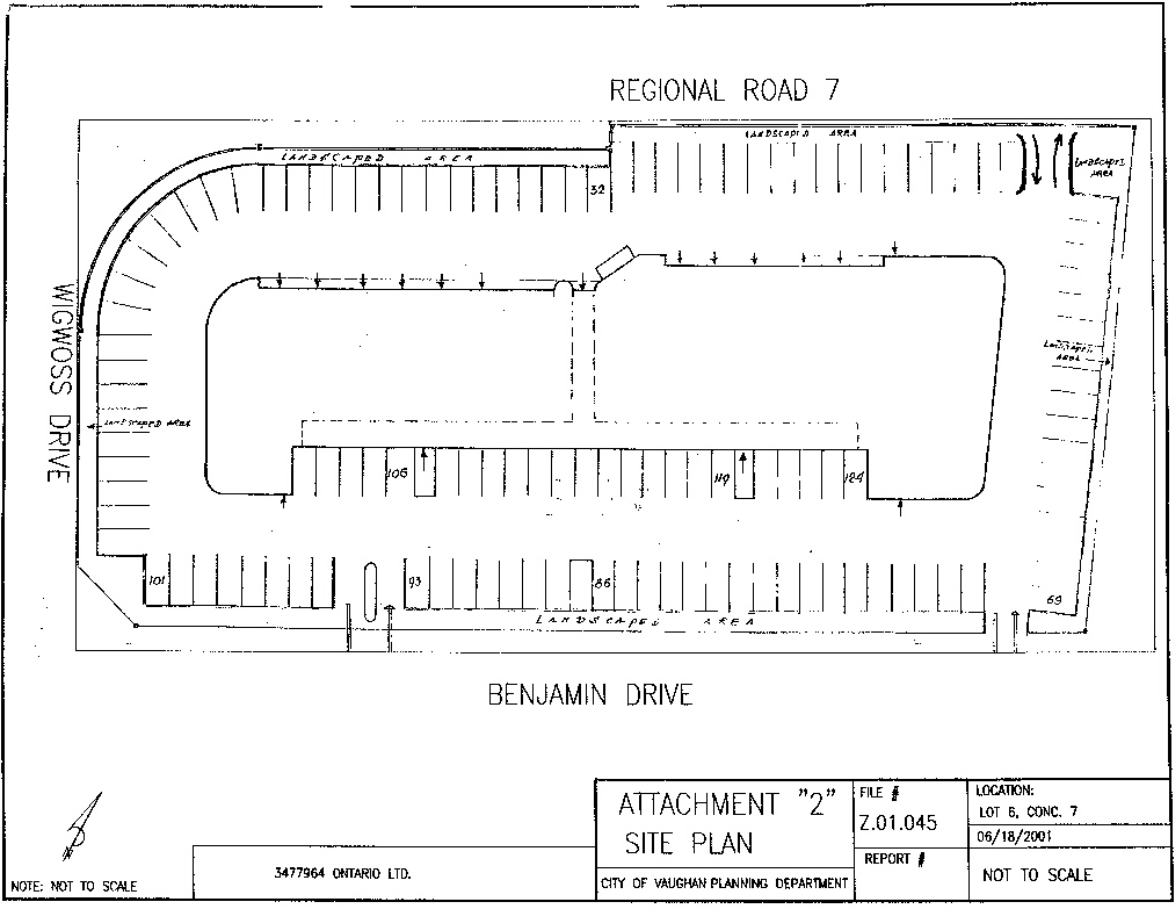 REGIONAL ROAD 7
LANDSCAPED AREA
LANDSCAPED AREA
LANDSCAPED
AREA
32
WIGWOSS DRIVE
LANDSCAPED
AREA
LANDSCAPED AREA
106
119
124
101
93
86
69
LANDSCAPED AREA
BENJAMIN DRIVE
NOTE: NOT TO SCALE
3477964 ONTARIO LTD.
ATTACHMENT "2"
SITE PLAN
CITY OF VAUGHAN PLANNING DEPARTMENT
FILE #
Z.01.045
REPORT #
LOCATION:
LOT 6, CONC. 7
06/18/2001
NOT TO SCALE